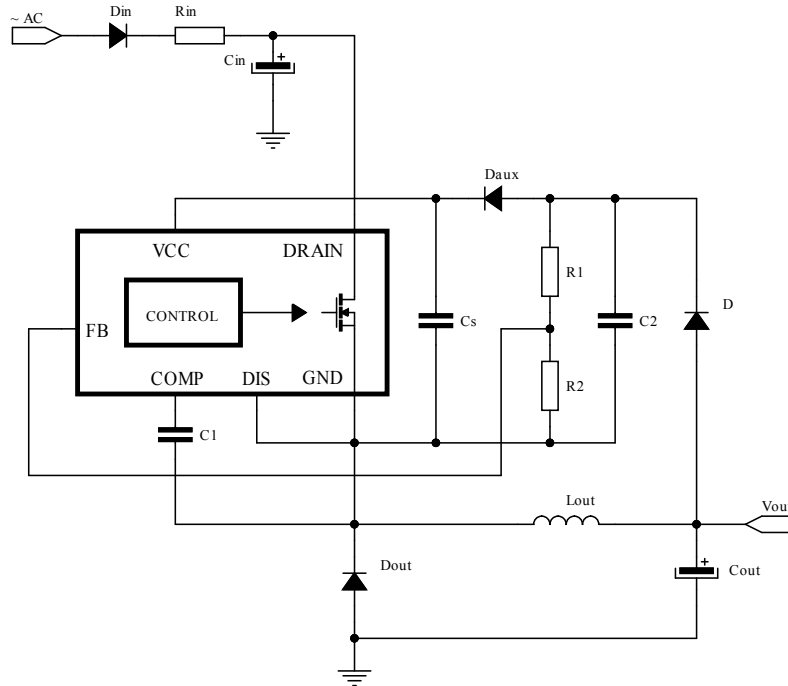 ~ AC
Din
Rin
Cin
+
Daux
VCC
DRAIN
CONTROL
FB
R1
Cs
C2
D
R2
COMP
DIS
GND
C1
Lout
Vou
Dout
+
Cout